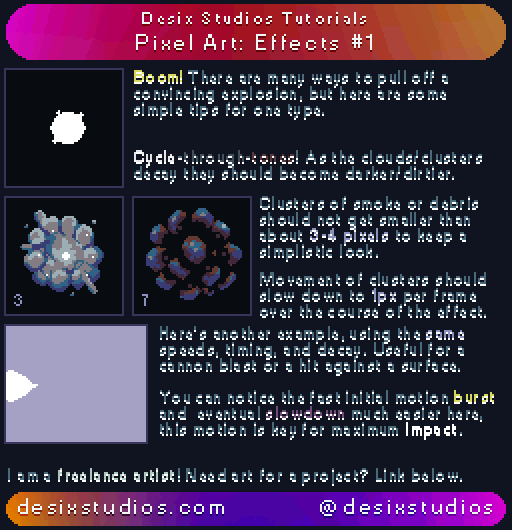 Desix Studios Tutorials
Pixel Art: Effects #1
Boom! There are many ways to pull off a
convincing explosion, but here are some
simple tips for one type.
Cycle-through-tones! As the clouds/clusters
decay they should become darker/dirtier.
Clusters of smoke or debris
should not get smaller than
about 3-4 pixels to keep a
simplistic look.
3
7
Movement of clusters should
slow down to 1px per frame
over the course of the effect.
Here's another example, using the same
speeds, timing, and decay. Useful for a
cannon blast or a hit against a surface.
You can notice the fast initial motion burst
and eventual slowdown much easier here,
this motion is key for maximum impact.
I am a freelance artist! Need art for a project? Link below.
desixstudios.com
@desixstudios